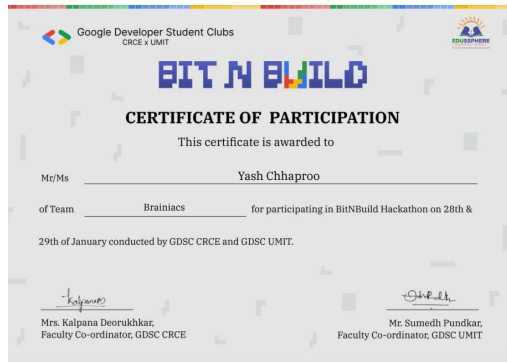 Google Developer Student Clubs
CRCE x UMIT
EDUSSPHERE
BIT N BUILD
CERTIFICATE OF PARTICIPATION
This certificate is awarded to
Mr/Ms Yash Chhaproo
of Team Brainiacs for participating in BitNBuild Hackathon on 28th &
29th of January conducted by GDSC CRCE and GDSC UMIT.
Mrs. Kalpana Deorukhkar,
Faculty Co-ordinator, GDSC CRCE
Mr. Sumedh Pundkar,
Faculty Co-ordinator, GDSC UMIT